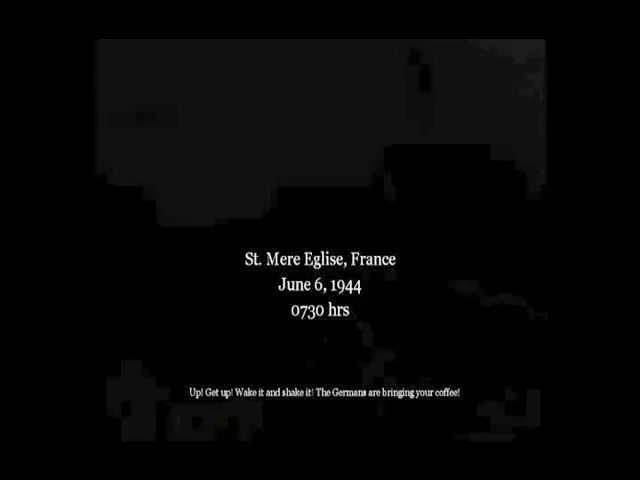 St. Mere Eglise, France
June 6, 1944
0730 hrs
Up! Get up! Wake it and shake it! The Germans are bringing your coffee!